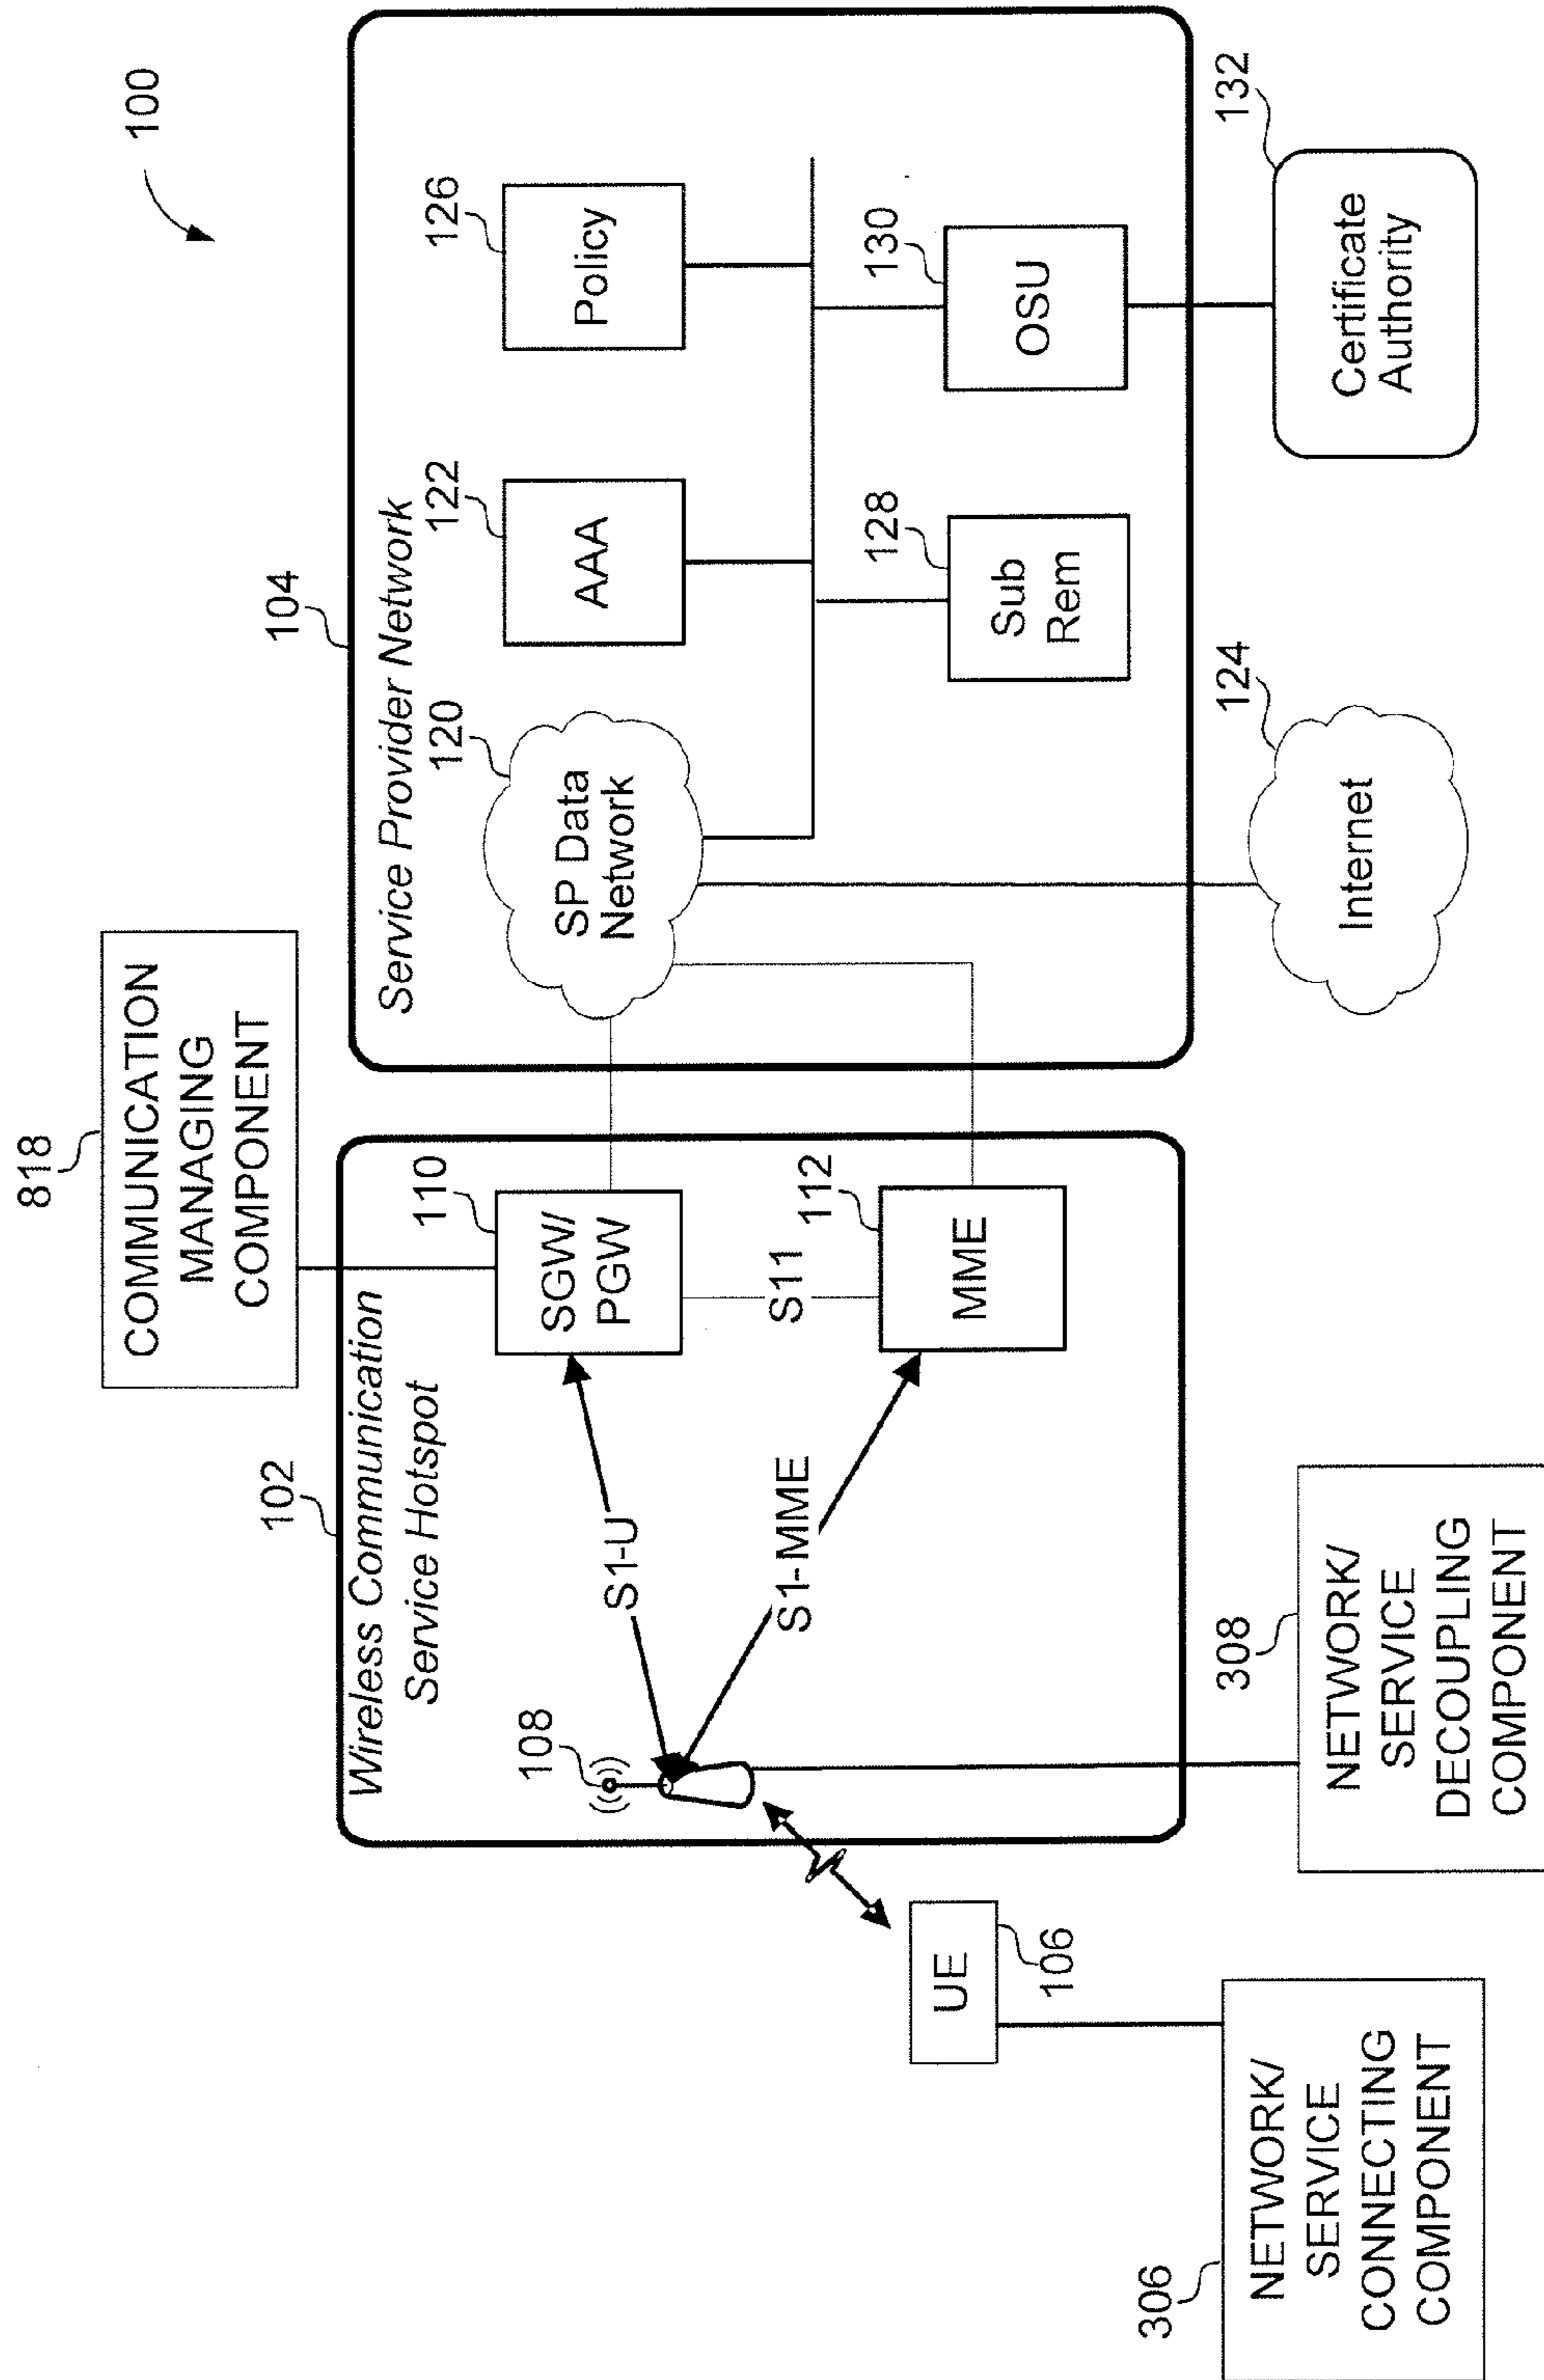 100
818
COMMUNICATION
MANAGING
COMPONENT
102
Wireless Communication
Service Hotspot
108
S1-U
S1-MME
110
SGW/
PGW
S11
112
MME
104
Service Provider Network
120
SP Data
Network
122
AAA
126
Policy
128
Sub
Rem
130
OSU
UE
106
306
NETWORK/
SERVICE
CONNECTING
COMPONENT
308
NETWORK/
SERVICE
DECOUPLING
COMPONENT
124
Internet
132
Certificate
Authority